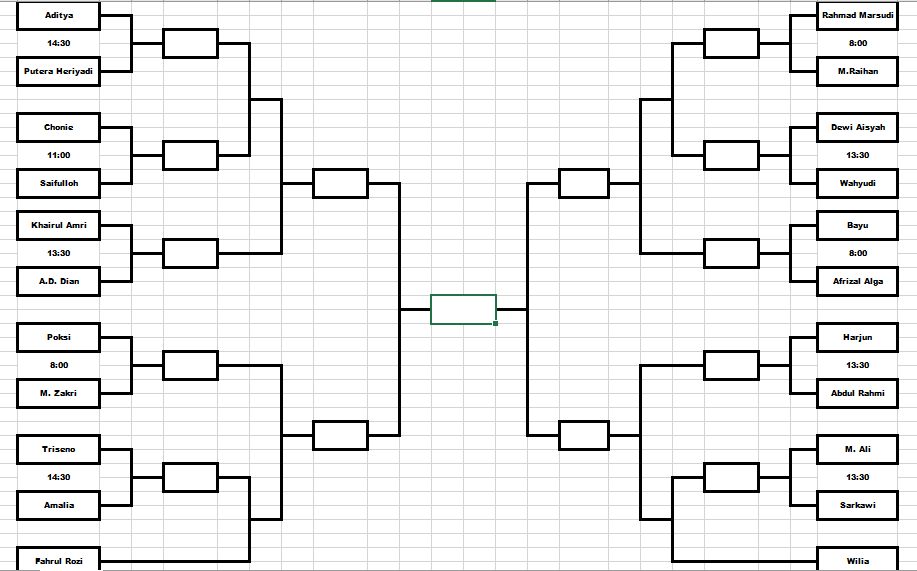 Aditya
14:30
Putera Heriyadi
Chonie
11:00
Saifulloh
Khairul Amri
13:30
A.D. Dian
Poksi
8:00
M. Zakri
Triseno
14:30
Amalia
Fahrul Rozi
Rahmad Marsudi
8:00
M.Raihan
Dewi Aisyah
13:30
Wahyudi
Bayu
8:00
Afrizal Alga
Harjun
13:30
Abdul Rahmi
M. Ali
13:30
Sarkawi
Wilia